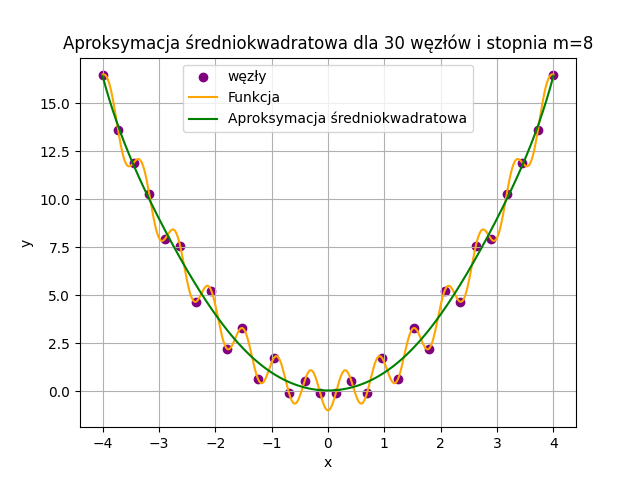 Aproksymacja średniokwadratowa dla 30 węzłów i stopnia m=8
węzły
Funkcja
Aproksymacja średniokwadratowa
y
15.0
12.5
10.0
7.5
5.0
2.5
0.0
−4 −3 −2 −1 0 1 2 3 4
x